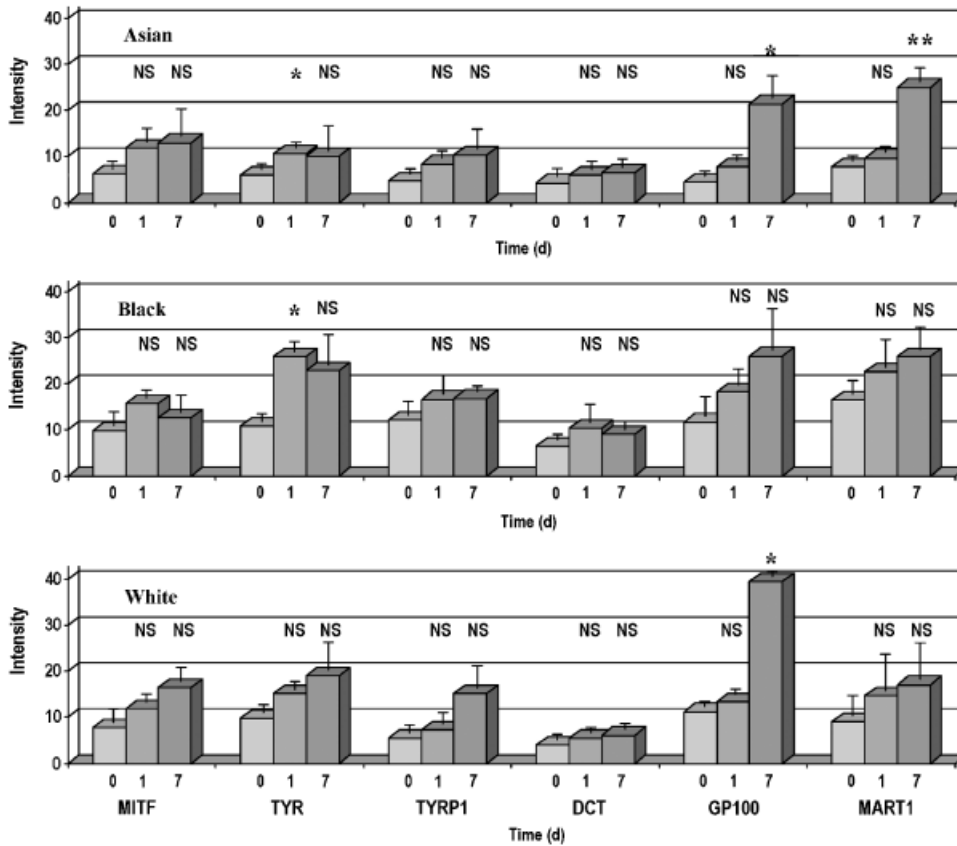 40
Asian
* **
30
NS NS * NS NS NS NS NS NS NS
Intensity
20
10
0
0 1 7 0 1 7 0 1 7 0 1 7 0 1 7 0 1 7
Time (d)
40
Black
NS NS NS NS
* NS
30
NS NS NS NS NS NS
Intensity
20
10
0
0 1 7 0 1 7 0 1 7 0 1 7 0 1 7 0 1 7
Time (d)
40
*
White
30
NS NS NS NS NS NS NS NS NS NS NS
Intensity
20
10
0
0 1 7 0 1 7 0 1 7 0 1 7 0 1 7 0 1 7
MITF TYR TYRP1 DCT GP100 MART1
Time (d)